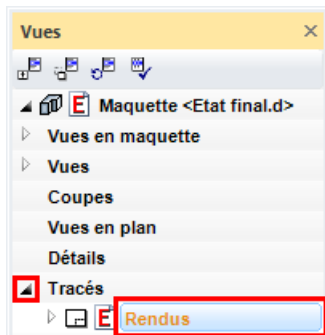 Vues
E Maquette <Etat final.d>
Vues en maquette
Vues
Coupes
Vues en plan
Détails
Tracés
E Rendus